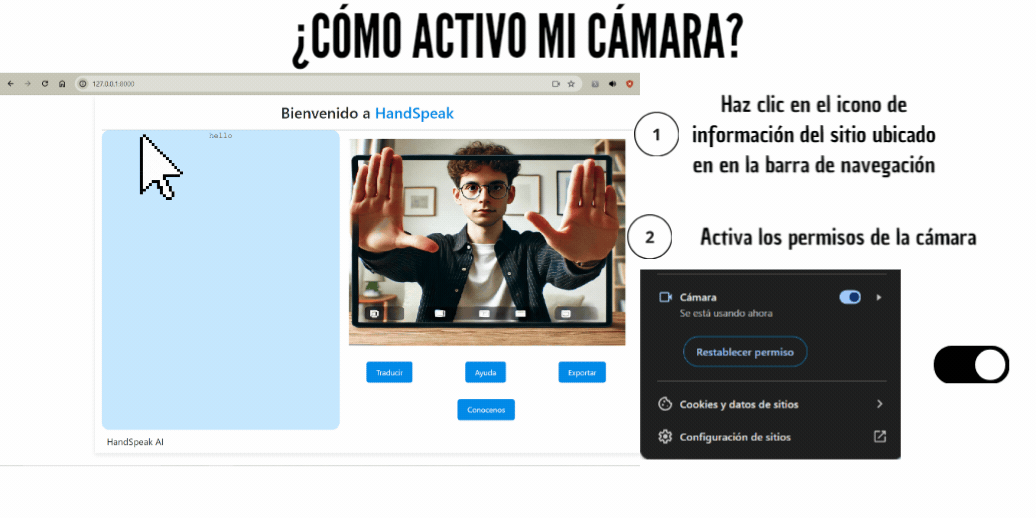 ¿CÓMO ACTIVO MI CÁMARA?
127.0.0.1:8000
Bienvenido a HandSpeak
hello
Traducir
Ayuda
Exportar
Conocenos
HandSpeak AI
1
Haz clic en el icono de
información del sitio ubicado
en en la barra de navegación
2
Activa los permisos de la cámara
Cámara
Se está usando ahora
Restablecer permiso
Cookies y datos de sitios
Configuración de sitios